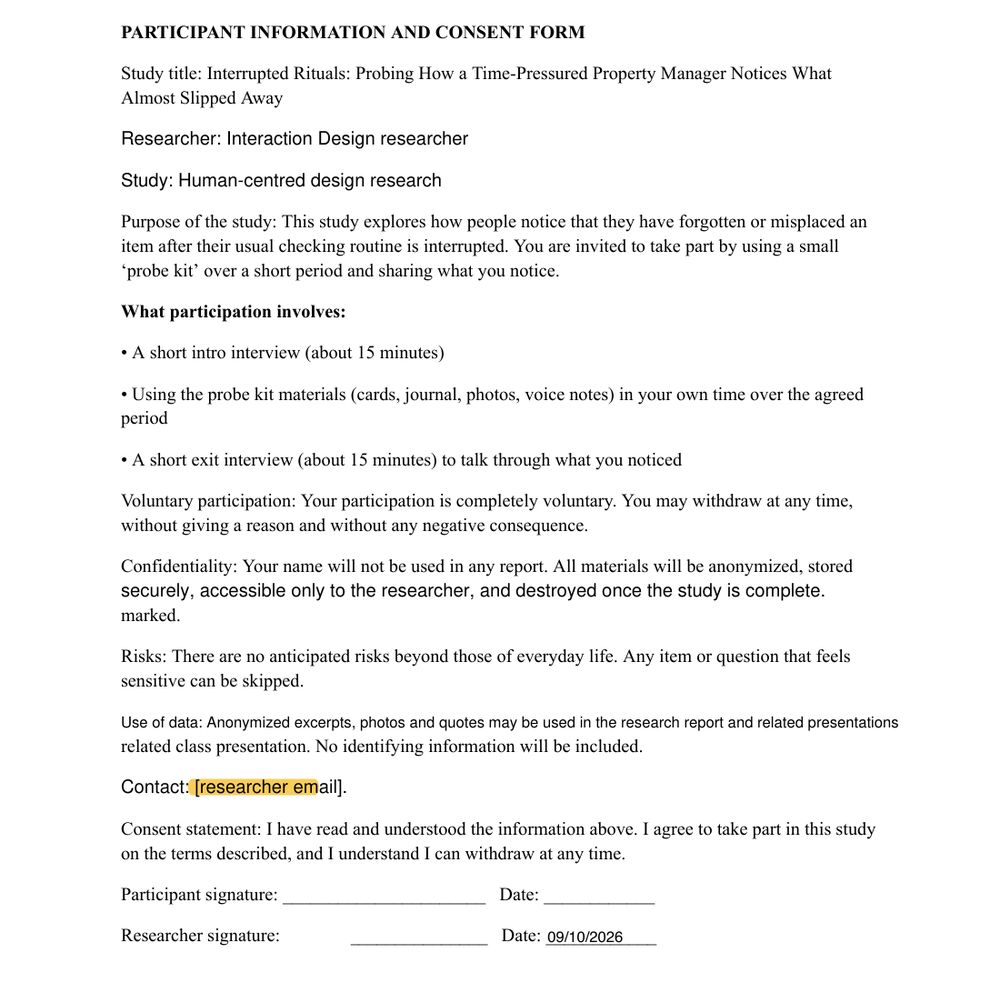 PARTICIPANT INFORMATION AND CONSENT FORM
Study title: Interrupted Rituals: Probing How a Time-Pressured Property Manager Notices What
Almost Slipped Away
Researcher: Interaction Design researcher
Study: Human-centred design research
Purpose of the study: This study explores how people notice that they have forgotten or misplaced an
item after their usual checking routine is interrupted. You are invited to take part by using a small
‘probe kit’ over a short period and sharing what you notice.
What participation involves:
• A short intro interview (about 15 minutes)
• Using the probe kit materials (cards, journal, photos, voice notes) in your own time over the agreed
period
• A short exit interview (about 15 minutes) to talk through what you noticed
Voluntary participation: Your participation is completely voluntary. You may withdraw at any time,
without giving a reason and without any negative consequence.
Confidentiality: Your name will not be used in any report. All materials will be anonymized, stored
securely, accessible only to the researcher, and destroyed once the study is complete.
marked.
Risks: There are no anticipated risks beyond those of everyday life. Any item or question that feels
sensitive can be skipped.
Use of data: Anonymized excerpts, photos and quotes may be used in the research report and related presentations
related class presentation. No identifying information will be included.
Contact: [researcher email].
Consent statement: I have read and understood the information above. I agree to take part in this study
on the terms described, and I understand I can withdraw at any time.
Participant signature: ______________________ Date: ____________
Researcher signature: _______________ Date: 09/10/2026